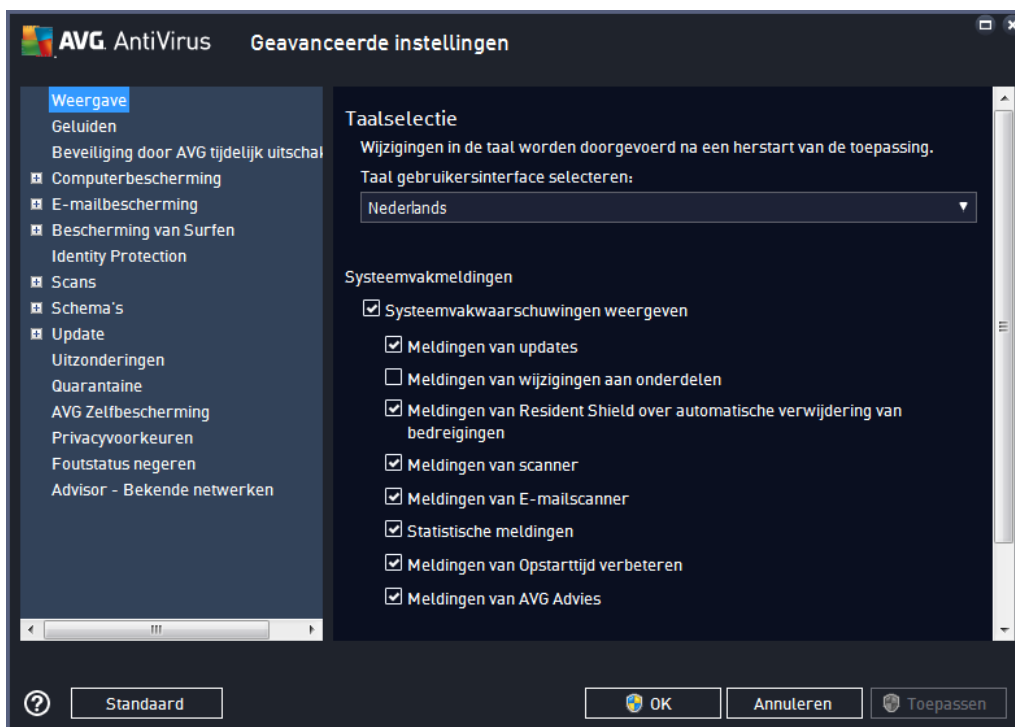 AVG AntiVirus Geavanceerde instellingen
Weergave
Geluiden
Beveiliging door AVG tijdelijk uitschak
Computerbescherming
E-mailbescherming
Bescherming van Surfen
Identity Protection
Scans
Schema's
Update
Uitzonderingen
Quarantaine
AVG Zelfbescherming
Privacyvoorkeuren
Foutstatus negeren
Advisor - Bekende netwerken
Taalselectie
Wijzigingen in de taal worden doorgevoerd na een herstart van de toepassing.
Taal gebruikersinterface selecteren:
Nederlands
Systeemvakmeldingen
Systeemvakwaarschuwingen weergeven
Meldingen van updates
Meldingen van wijzigingen aan onderdelen
Meldingen van Resident Shield over automatische verwijdering van
bedreigingen
Meldingen van scanner
Meldingen van E-mailscanner
Statistische meldingen
Meldingen van Opstarttijd verbeteren
Meldingen van AVG Advies
Standaard
OK
Annuleren
Toepassen